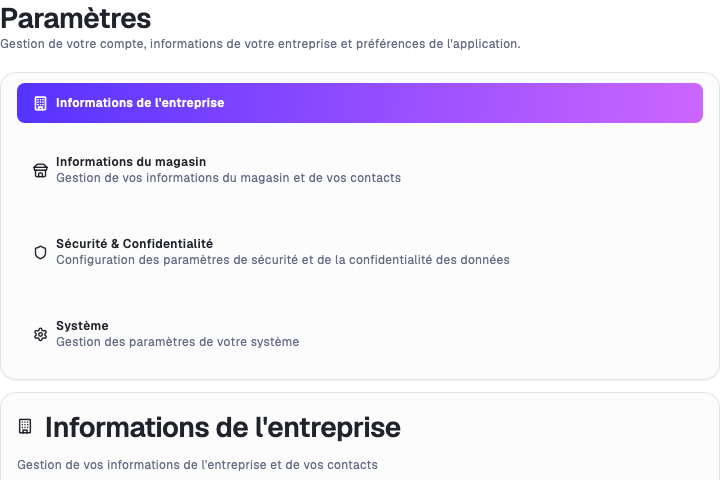 Paramètres
Gestion de votre compte, informations de votre entreprise et préférences de l'application.
Informations de l'entreprise
Informations du magasin
Gestion de vos informations du magasin et de vos contacts
Sécurité & Confidentialité
Configuration des paramètres de sécurité et de la confidentialité des données
Système
Gestion des paramètres de votre système
Informations de l'entreprise
Gestion de vos informations de l'entreprise et de vos contacts